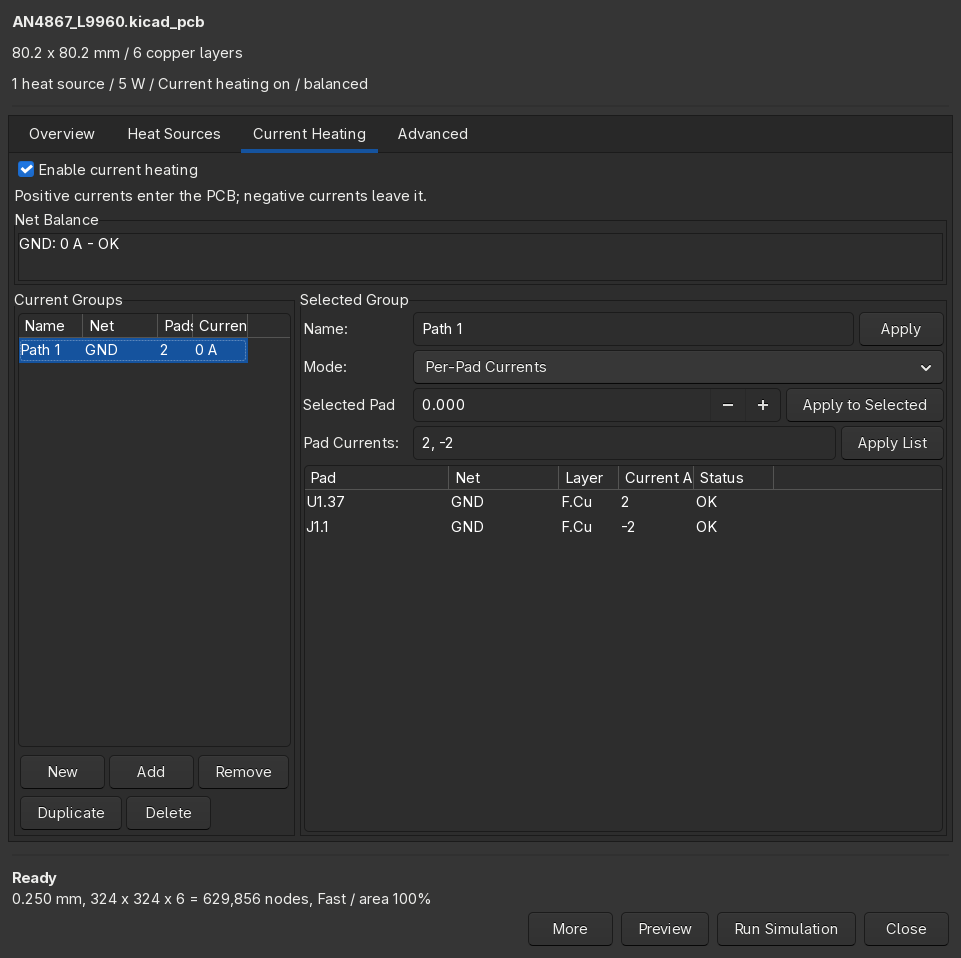 AN4867_L9960.kicad_pcb
80.2 x 80.2 mm / 6 copper layers
1 heat source / 5 W / Current heating on / balanced
Overview Heat Sources Current Heating Advanced
Enable current heating
Positive currents enter the PCB; negative currents leave it.
Net Balance
GND: 0 A - OK
Current Groups
Name Net Pads Curren
Path 1 GND 2 0 A
New Add Remove
Duplicate Delete
Selected Group
Name: Path 1 Apply
Mode: Per-Pad Currents
Selected Pad 0.000 − + Apply to Selected
Pad Currents: 2, -2 Apply List
Pad Net Layer Current A Status
U1.37 GND F.Cu 2 OK
J1.1 GND F.Cu -2 OK
Ready
0.250 mm, 324 x 324 x 6 = 629,856 nodes, Fast / area 100%
More Preview Run Simulation Close